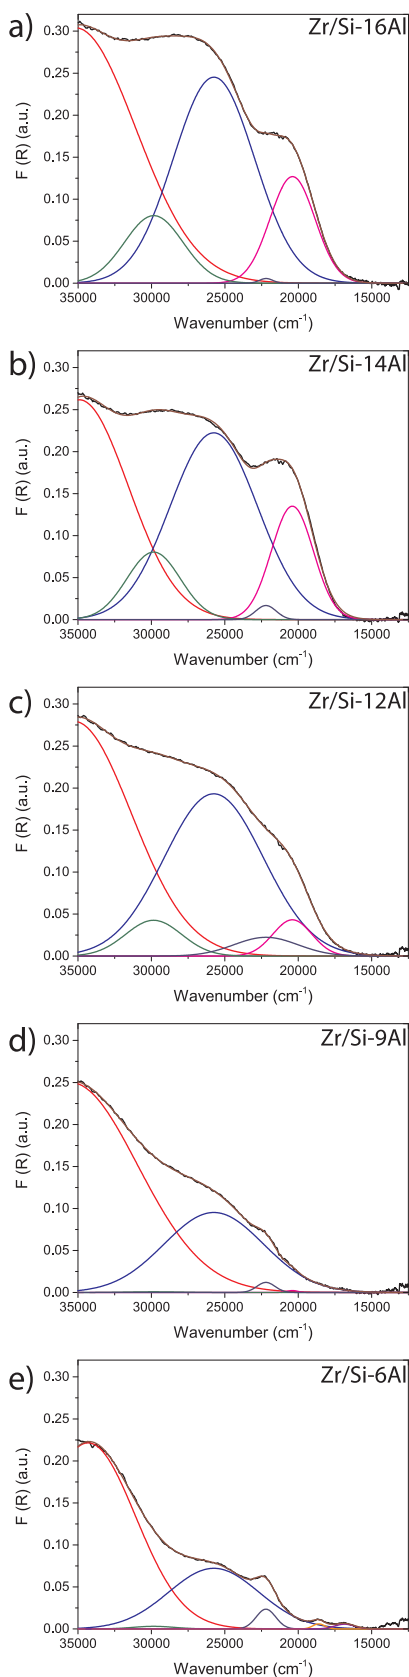 a)
Zr/Si-16Al
0.30
0.25
0.20
0.15
0.10
0.05
0.00
F (R) (a.u.)
35000 30000 25000 20000 15000
Wavenumber (cm⁻¹)
b)
Zr/Si-14Al
0.30
0.25
0.20
0.15
0.10
0.05
0.00
F (R) (a.u.)
35000 30000 25000 20000 15000
Wavenumber (cm⁻¹)
c)
Zr/Si-12Al
0.30
0.25
0.20
0.15
0.10
0.05
0.00
F (R) (a.u.)
35000 30000 25000 20000 15000
Wavenumber (cm⁻¹)
d)
Zr/Si-9Al
0.30
0.25
0.20
0.15
0.10
0.05
0.00
F (R) (a.u.)
35000 30000 25000 20000 15000
Wavenumber (cm⁻¹)
e)
Zr/Si-6Al
0.30
0.25
0.20
0.15
0.10
0.05
0.00
F (R) (a.u.)
35000 30000 25000 20000 15000
Wavenumber (cm⁻¹)